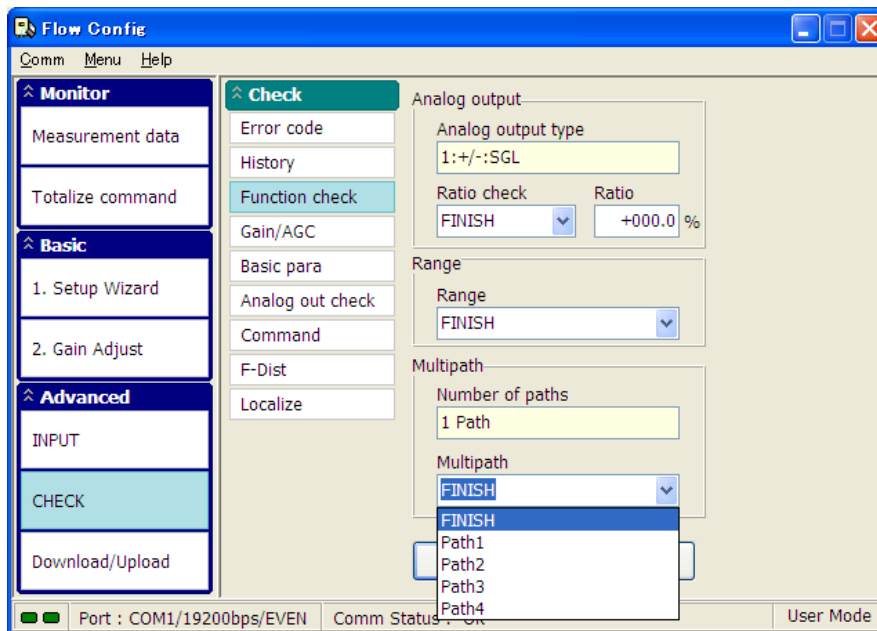 Flow Config
Comm Menu Help
Monitor
Measurement data
Totalize command
Basic
1. Setup Wizard
2. Gain Adjust
Advanced
INPUT
CHECK
Download/Upload
Check
Error code
History
Function check
Gain/AGC
Basic para
Analog out check
Command
F-Dist
Localize
Analog output
Analog output type
1:+/-:SGL
Ratio check Ratio
FINISH +000.0 %
Range
Range
FINISH
Multipath
Number of paths
1 Path
Multipath
FINISH
FINISH
Path1
Path2
Path3
Path4
Port : COM1/19200bps/EVEN Comm Status : OK User Mode